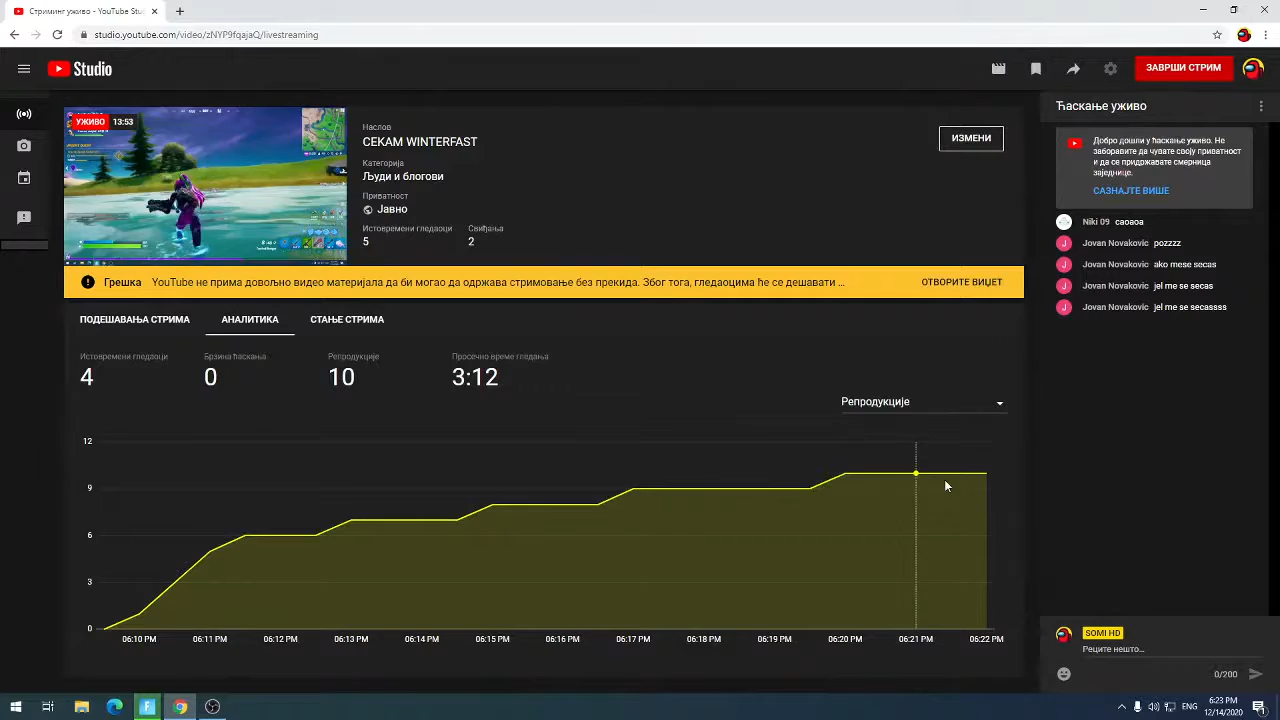 Стриминг уживо - YouTube Stu
studio.youtube.com/video/zNYP9fqajaQ/livestreaming
Studio
ЗАВРШИ СТРИМ
УЖИВО 13:53
Наслов
CEKAM WINTERFAST
ИЗМЕНИ
Категорија
Људи и блогови
Приватност
Јавно
Истовремени гледаоци
Свиђања
5
2
Грешка YouTube не прима довољно видео материјала да би могао да одржава стримовање без прекида. Због тога, гледаоцима ће се дешавати ...
ОТВОРИТЕ ВИЏЕТ
ПОДЕШАВАЊА СТРИМА
АНАЛИТИКА
СТАЊЕ СТРИМА
Истовремени гледаоци
Брзина ћаскања
Репродукције
Просечно време гледања
4
0
10
3:12
Репродукције
12
9
6
3
0
06:10 PM
06:11 PM
06:12 PM
06:13 PM
06:14 PM
06:15 PM
06:16 PM
06:17 PM
06:18 PM
06:19 PM
06:20 PM
06:21 PM
06:22 PM
Ћаскање уживо
Добро дошли у ћаскање уживо. Не
заборавите да чувате своју приватност
и да се придржавате смерница
заједнице.
САЗНАЈТЕ ВИШЕ
Niki 09 саоаоа
Jovan Novakovic pozzzz
Jovan Novakovic ako mese secas
Jovan Novakovic jel me se secas
Jovan Novakovic jel me se secassss
SOMI HD
Реците нешто...
0/200
ENG
6:23 PM
12/14/2020